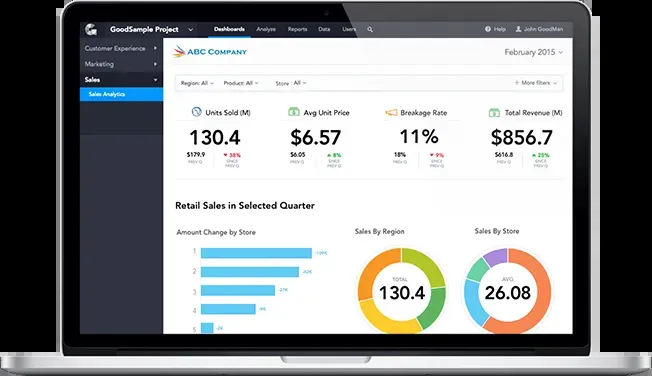 GoodSample Project
Dashboards Analyze Reports Data Users
Help John GoodMan
Customer Experience
Marketing
Sales
Sales Analytics
ABC COMPANY
February 2015
Region: All Product: All Store : All
+ More filters
Units Sold (M)
130.4
$179.9 38%
PREV Q SINCE PREV Q
Avg Unit Price
$6.57
$6.05 8%
PREV Q SINCE PREV Q
Breakage Rate
11%
18% 9%
PREV Q SINCE PREV Q
Total Revenue (M)
$856.7
$616.8 28%
PREV Q SINCE PREV Q
Retail Sales in Selected Quarter
Amount Change by Store
1
2
3
4
5
Sales By Region
TOTAL
130.4
Sales By Store
AVG
26.08